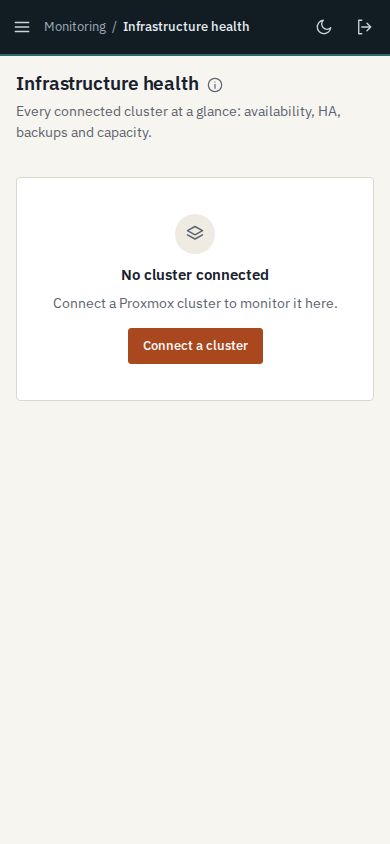 Monitoring / Infrastructure health
Infrastructure health
Every connected cluster at a glance: availability, HA,
backups and capacity.
No cluster connected
Connect a Proxmox cluster to monitor it here.
Connect a cluster